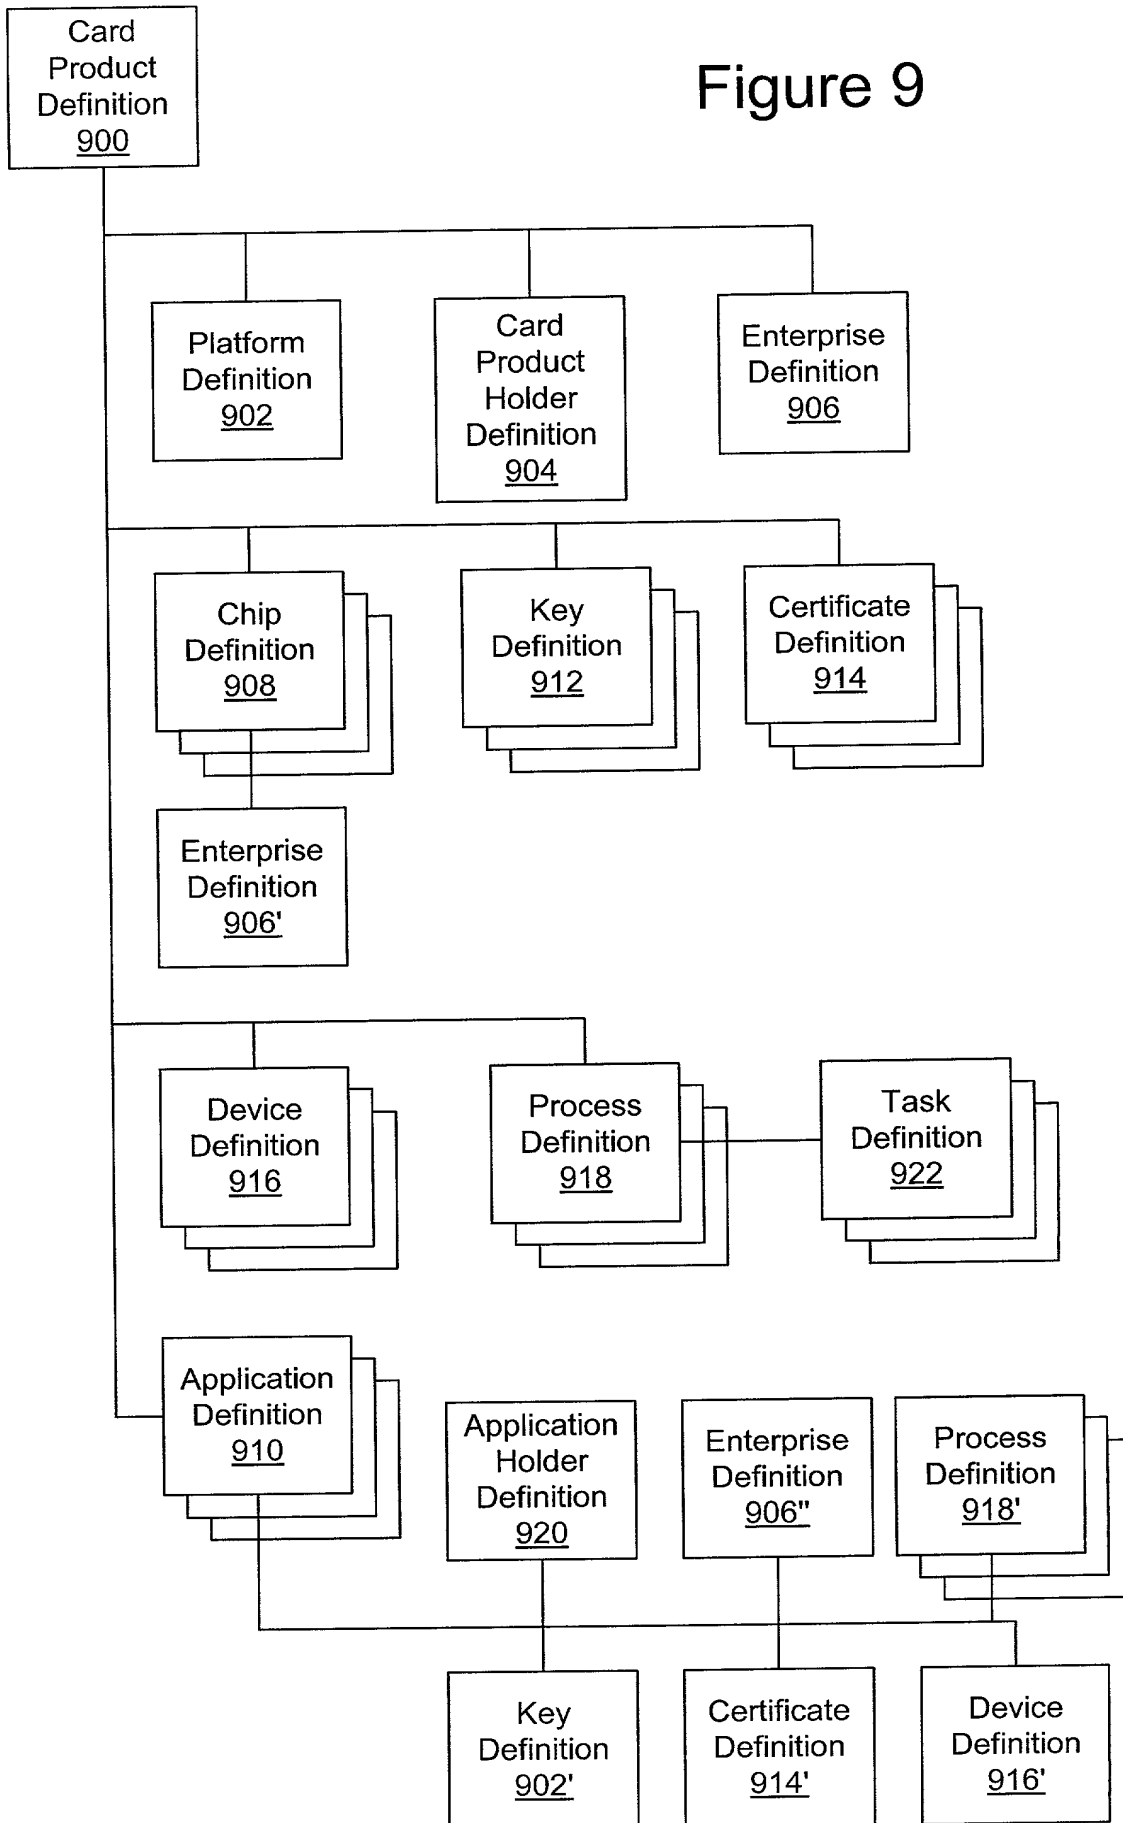 Card
Product
Definition
900
Figure 9
Platform
Definition
902
Card
Product
Holder
Definition
904
Enterprise
Definition
906
Chip
Definition
908
Key
Definition
912
Certificate
Definition
914
Enterprise
Definition
906'
Device
Definition
916
Process
Definition
918
Task
Definition
922
Application
Definition
910
Application
Holder
Definition
920
Enterprise
Definition
906"
Process
Definition
918'
Key
Definition
902'
Certificate
Definition
914'
Device
Definition
916'